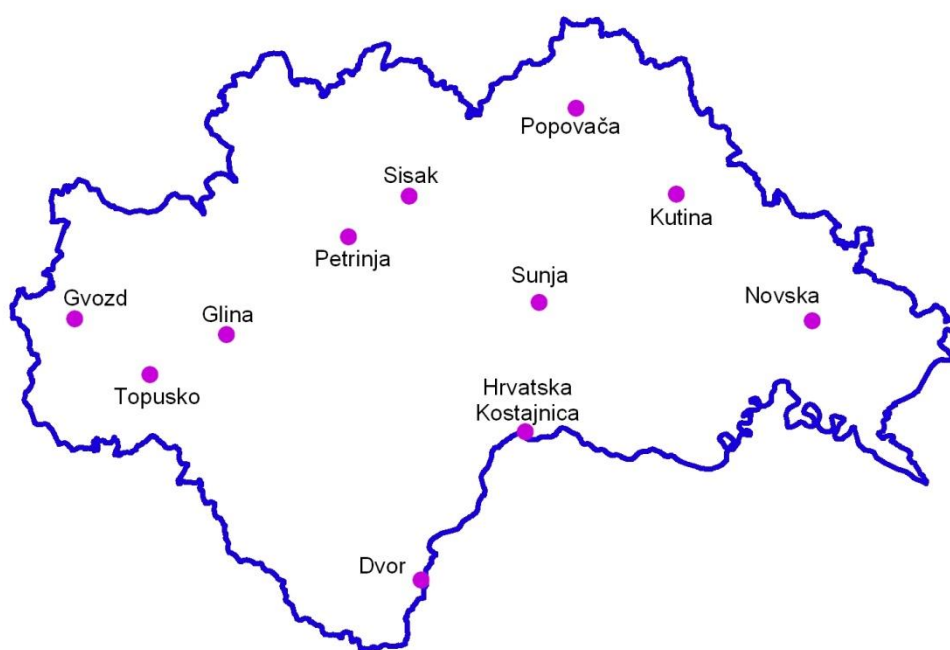 Popovača
Sisak
Kutina
Petrinja
Sunja
Gvozd
Novska
Glina
Topusko
Hrvatska
Kostajnica
Dvor